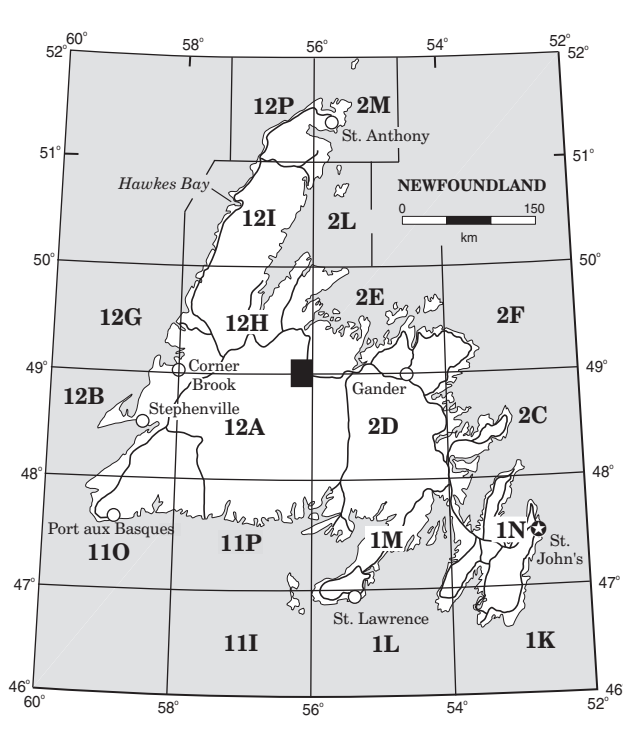 60° 58° 56° 54° 52°
52° 52°
12P 2M
St. Anthony
51° 51°
Hawkes Bay
NEWFOUNDLAND
0 150
km
12I 2L
50° 50°
12G 12H 2E 2F
49° 49°
Corner
Brook
Gander
12B
Stephenville
12A 2D 2C
48° 48°
Port aux Basques
11O 11P 1M 1N
St.
John's
47° 47°
St. Lawrence
11I 1L 1K
46° 46°
60° 58° 56° 54° 52°